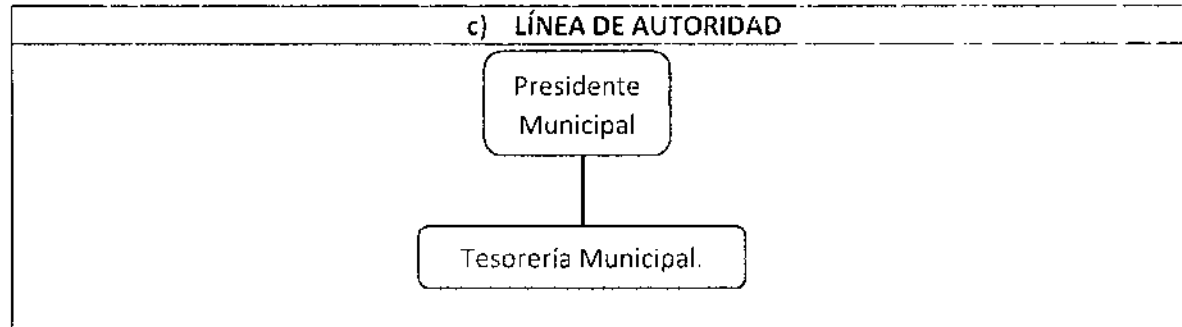 c) LÍNEA DE AUTORIDAD
Presidente
Municipal
Tesorería Municipal.